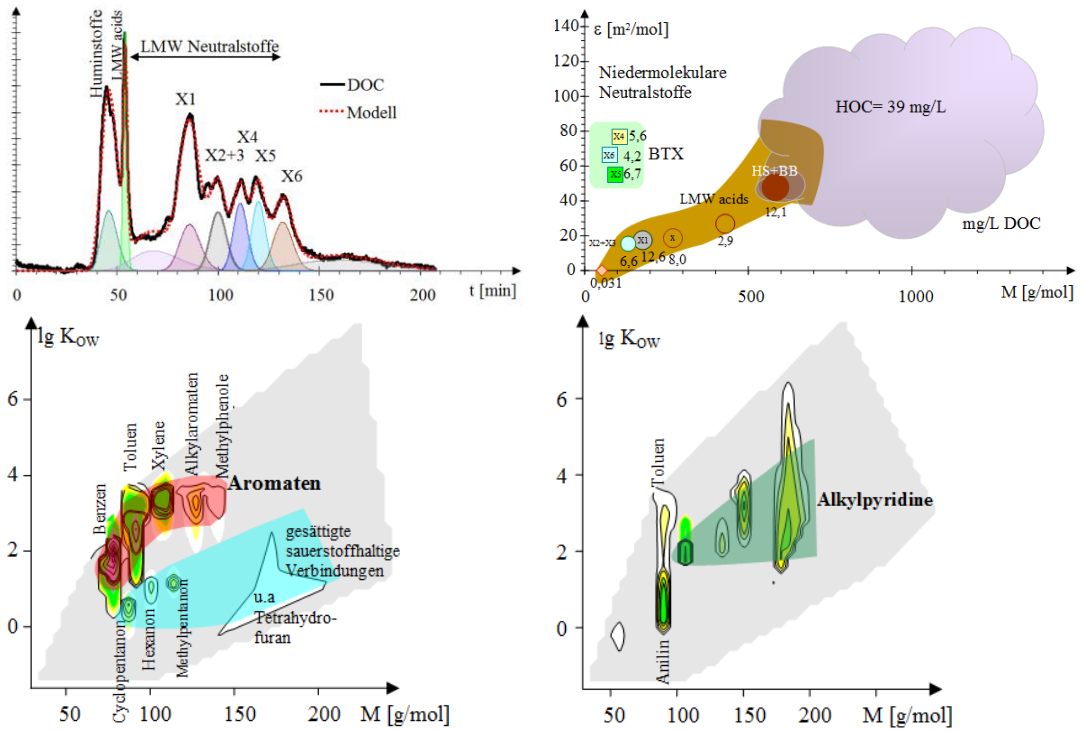 Huminstoffe
LMW acids
LMW Neutralstoffe
DOC
Modell
X1
X2+3
X4
X5
X6
0
50
100
150
200
t [min]
140
120
100
80
60
40
20
0
ε [m²/mol]
Niedermolekulare
Neutralstoffe
X4 5,6
X6 4,2
X5 6,7
BTX
HOC= 39 mg/L
HS+BB
12,1
LMW acids
2,9
mg/L DOC
X2+X3
X1
x
6,6
12,6
8,0
0,031
0
500
1000
M [g/mol]
lg KOW
6
4
2
0
Benzen
Toluen
Xylene
Alkylaromaten
Methylphenole
Aromaten
gesättigte
sauerstoffhaltige
Verbindungen
u.a
Tetrahydro-
furan
Cyclopentanon
Hexanon
Methylpentanon
50
100
150
200
M [g/mol]
lg KOW
6
4
2
0
Toluen
Alkylpyridine
Anilin
50
100
150
200
M [g/mol]